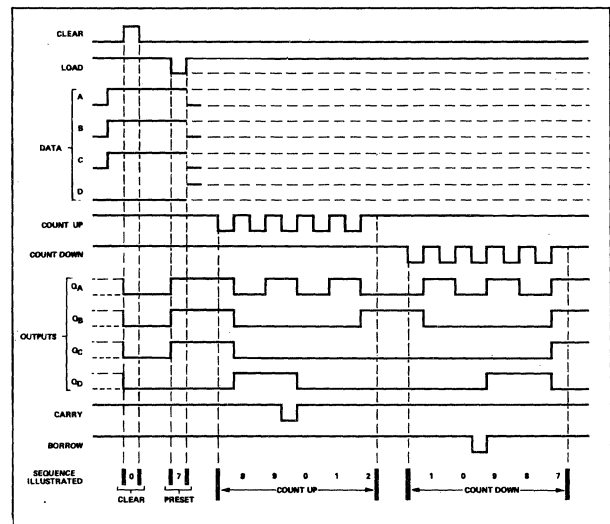 CLEAR
LOAD
A
B
DATA
C
D
COUNT UP
COUNT DOWN
QA
QB
OUTPUTS
QC
QD
CARRY
BORROW
SEQUENCE ILLUSTRATED
0 7 8 9 0 1 2 1 0 9 8 7
CLEAR PRESET COUNT UP COUNT DOWN